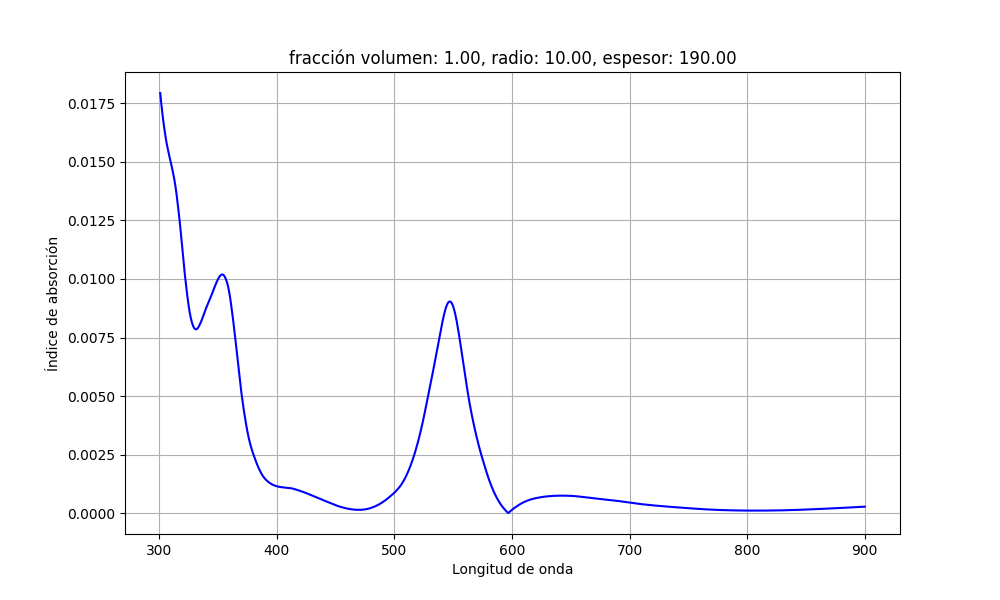 fracción volumen: 1.00, radio: 10.00, espesor: 190.00
0.0175
0.0150
0.0125
0.0100
0.0075
0.0050
0.0025
0.0000
Índice de absorción
300 400 500 600 700 800 900
Longitud de onda